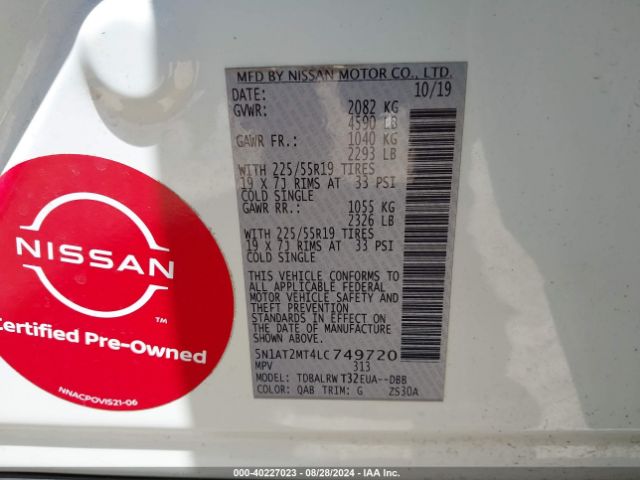 MFD BY NISSAN MOTOR CO., LTD.
DATE: 10/19
GVWR: 2082 KG
4590 LB
GAWR FR.: 1040 KG
2293 LB
WITH 225/55R19 TIRES
19 X 7J RIMS AT 33 PSI
COLD SINGLE
GAWR RR.: 1055 KG
2326 LB
WITH 225/55R19 TIRES
19 X 7J RIMS AT 33 PSI
COLD SINGLE
THIS VEHICLE CONFORMS TO
ALL APPLICABLE FEDERAL
MOTOR VEHICLE SAFETY AND
THEFT PREVENTION
STANDARDS IN EFFECT ON
THE DATE OF MANUFACTURE
SHOWN ABOVE.
5N1AT2MT4LC749720
MPV 313
MODEL: TDBALRWT32EUA--DBB
COLOR: QAB TRIM: G ZS30A
NISSAN
TM
Certified Pre-Owned
NNACPOVIS21-06
000-40227023 — 08/28/2024 — IAA Inc.